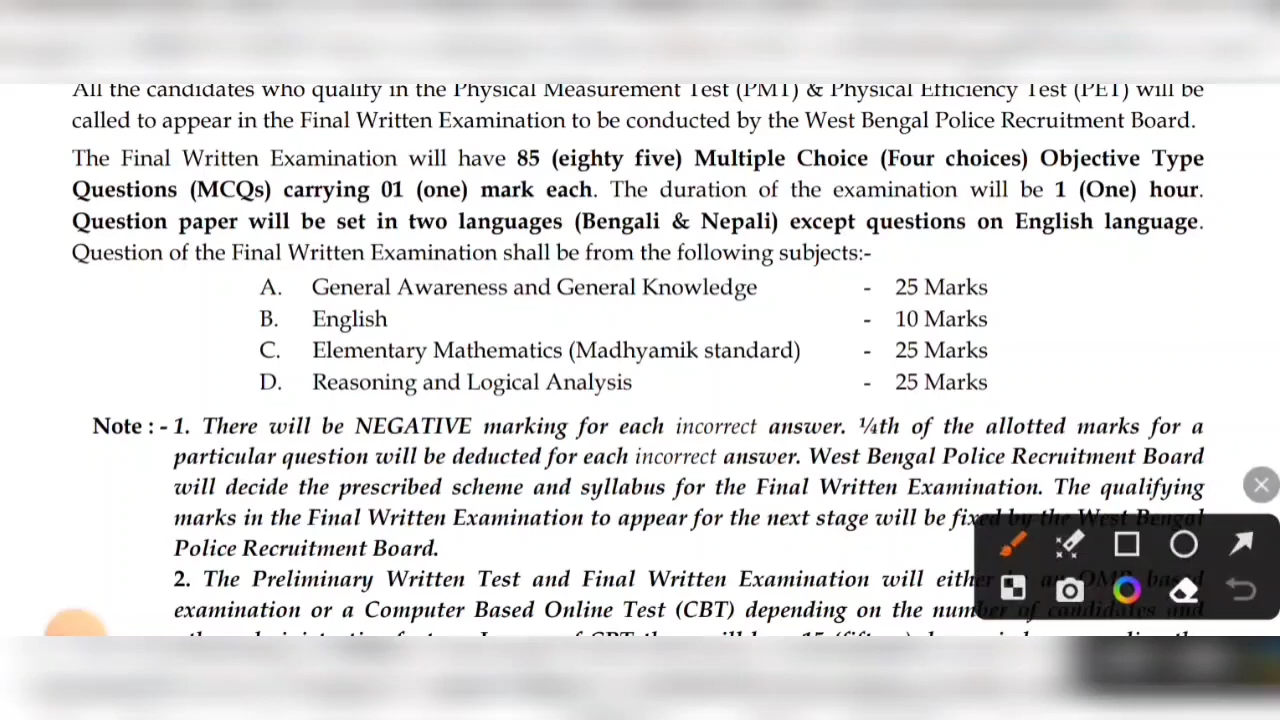 All the candidates who qualify in the Physical Measurement Test (PMT) & Physical Efficiency Test (PET) will be
called to appear in the Final Written Examination to be conducted by the West Bengal Police Recruitment Board.
The Final Written Examination will have 85 (eighty five) Multiple Choice (Four choices) Objective Type
Questions (MCQs) carrying 01 (one) mark each. The duration of the examination will be 1 (One) hour.
Question paper will be set in two languages (Bengali & Nepali) except questions on English language.
Question of the Final Written Examination shall be from the following subjects:-
A. General Awareness and General Knowledge - 25 Marks
B. English - 10 Marks
C. Elementary Mathematics (Madhyamik standard) - 25 Marks
D. Reasoning and Logical Analysis - 25 Marks
Note : - 1. There will be NEGATIVE marking for each incorrect answer. ¼th of the allotted marks for a
particular question will be deducted for each incorrect answer. West Bengal Police Recruitment Board
will decide the prescribed scheme and syllabus for the Final Written Examination. The qualifying
marks in the Final Written Examination to appear for the next stage will be fixed by the West Bengal
Police Recruitment Board.
2. The Preliminary Written Test and Final Written Examination will either an OMR based
examination or a Computer Based Online Test (CBT) depending on the number of candidates and